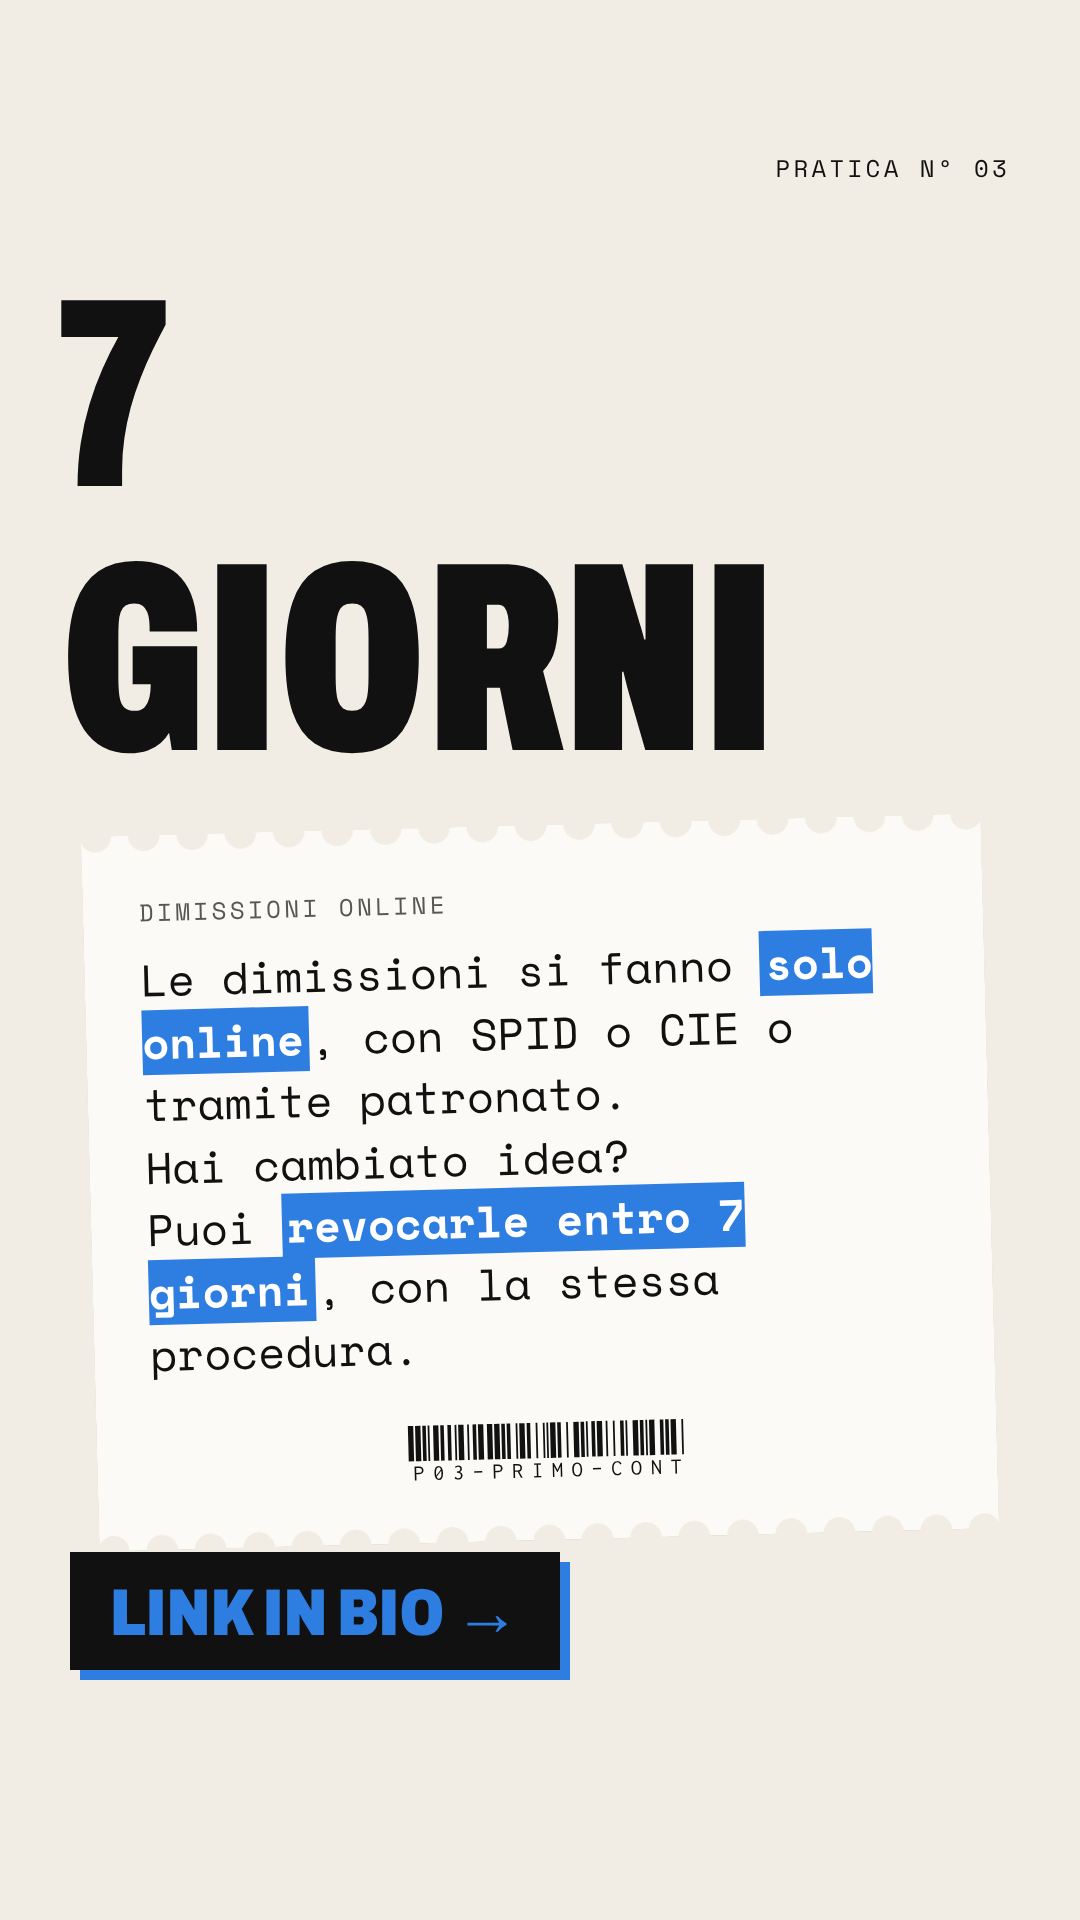 PRATICA N° 03
7
GIORNI
DIMISSIONI ONLINE
Le dimissioni si fanno solo
online, con SPID o CIE o
tramite patronato.
Hai cambiato idea?
Puoi revocarle entro 7
giorni, con la stessa
procedura.
P03-PRIMO-CONT
LINK IN BIO →